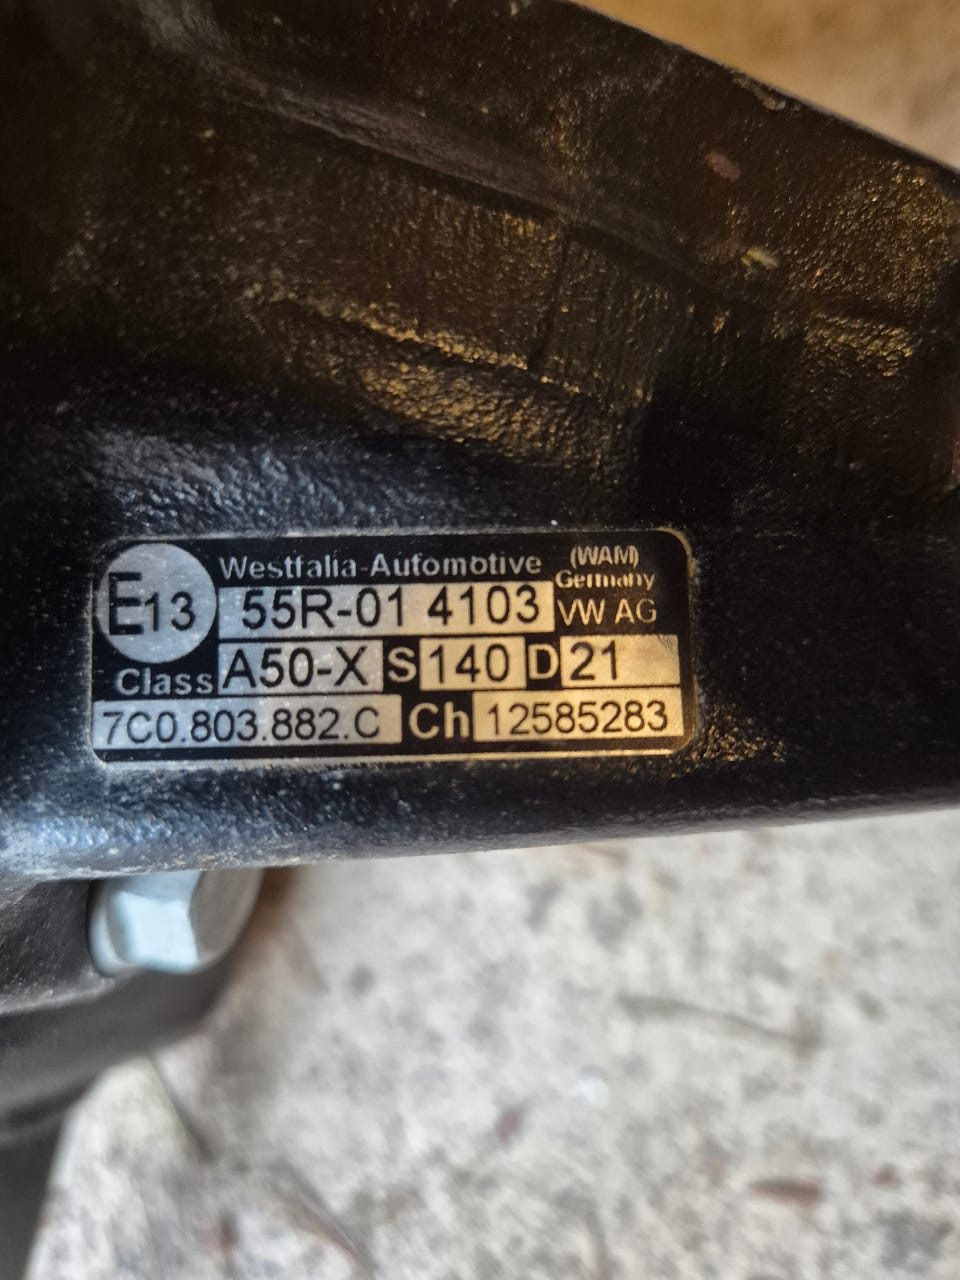 Westfalia-Automotive (WAM)
Germany
E13 55R-01 4103 VW AG
Class A50-X S 140 D 21
7C0.803.882.C Ch 12585283